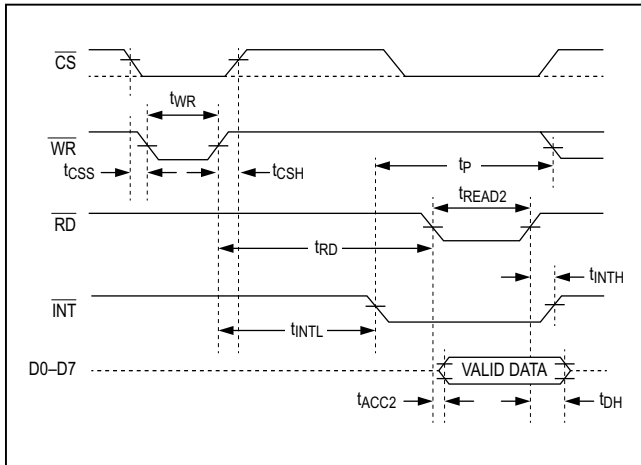 CS
tWR
WR
tCSS
tCSH
tP
tREAD2
RD
tRD
tINTH
INT
tINTL
D0–D7
VALID DATA
tACC2
tDH